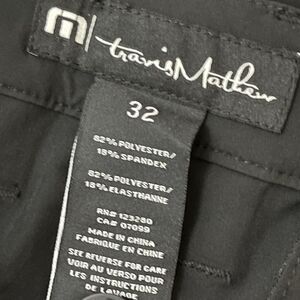 m travisMathew
32
82% POLYESTER/
18% SPANDEX
82% POLYESTER/
18% ELASTHANNE
RN# 123280
CA# 07099
MADE IN CHINA
FABRIQUE EN CHINE
SEE REVERSE FOR CARE
VOIR AU VERSO POUR
LES INSTRUCTIONS
DE LAVAGE